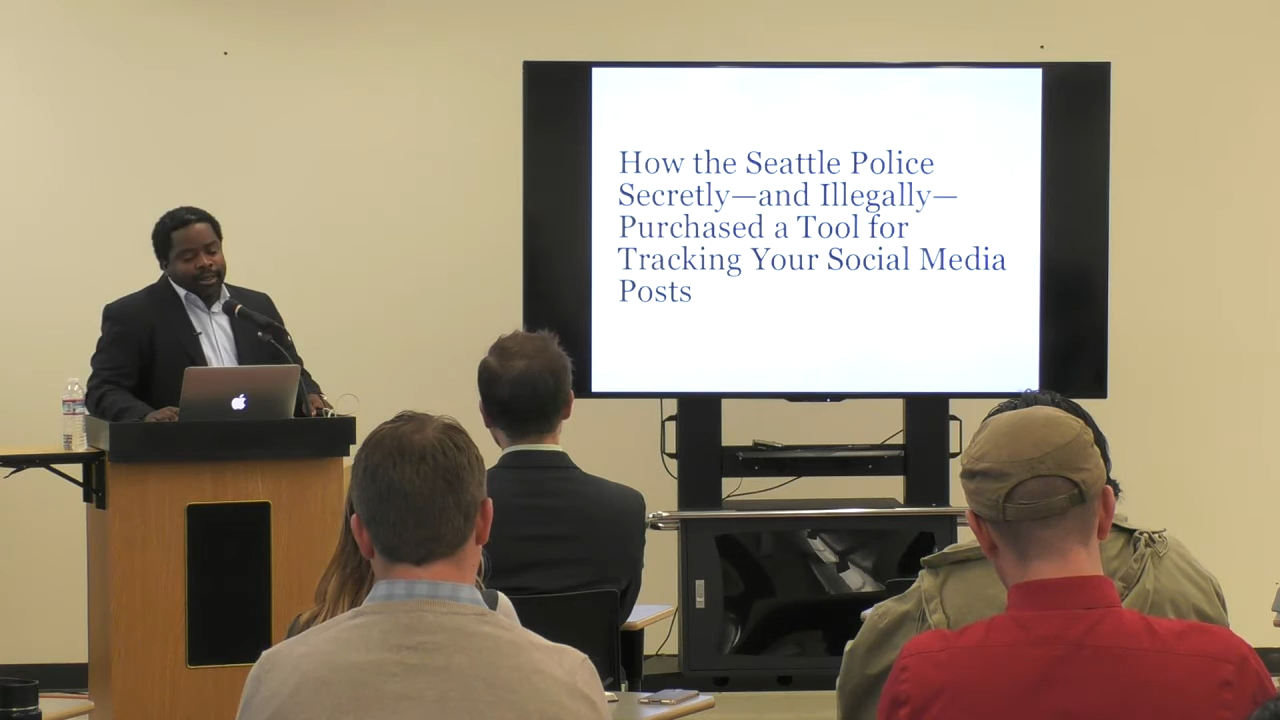 How the Seattle Police
Secretly—and Illegally—
Purchased a Tool for
Tracking Your Social Media
Posts